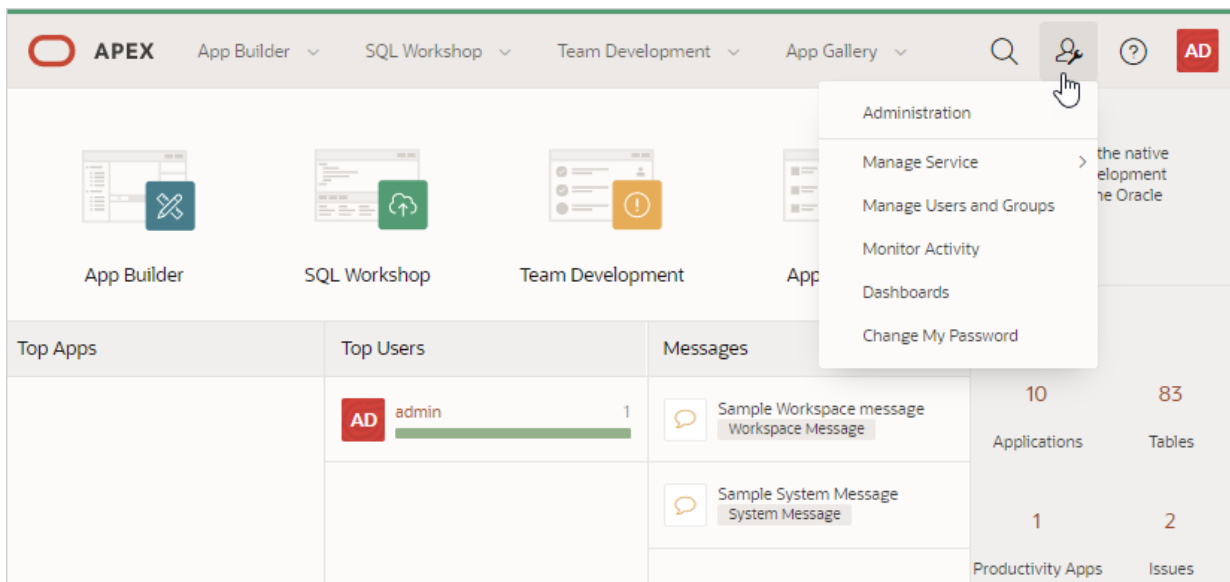 APEX App Builder SQL Workshop Team Development App Gallery AD
Administration
Manage Service
Manage Users and Groups
Monitor Activity
Dashboards
Change My Password
the native
elopment
he Oracle
App Builder
SQL Workshop
Team Development
App
Top Apps
Top Users
Messages
AD admin 1
Sample Workspace message
Workspace Message
Sample System Message
System Message
10 83
Applications Tables
1 2
Productivity Apps Issues